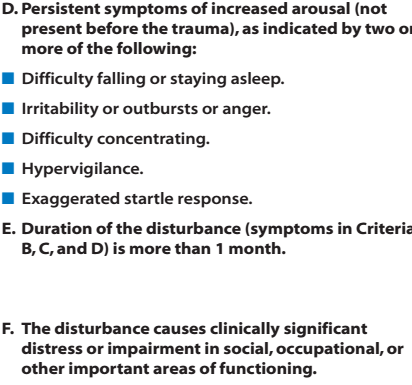 D. Persistent symptoms of increased arousal (not
present before the trauma), as indicated by two or
more of the following:
■ Difficulty falling or staying asleep.
■ Irritability or outbursts or anger.
■ Difficulty concentrating.
■ Hypervigilance.
■ Exaggerated startle response.
E. Duration of the disturbance (symptoms in Criteria
B, C, and D) is more than 1 month.
F. The disturbance causes clinically significant
distress or impairment in social, occupational, or
other important areas of functioning.